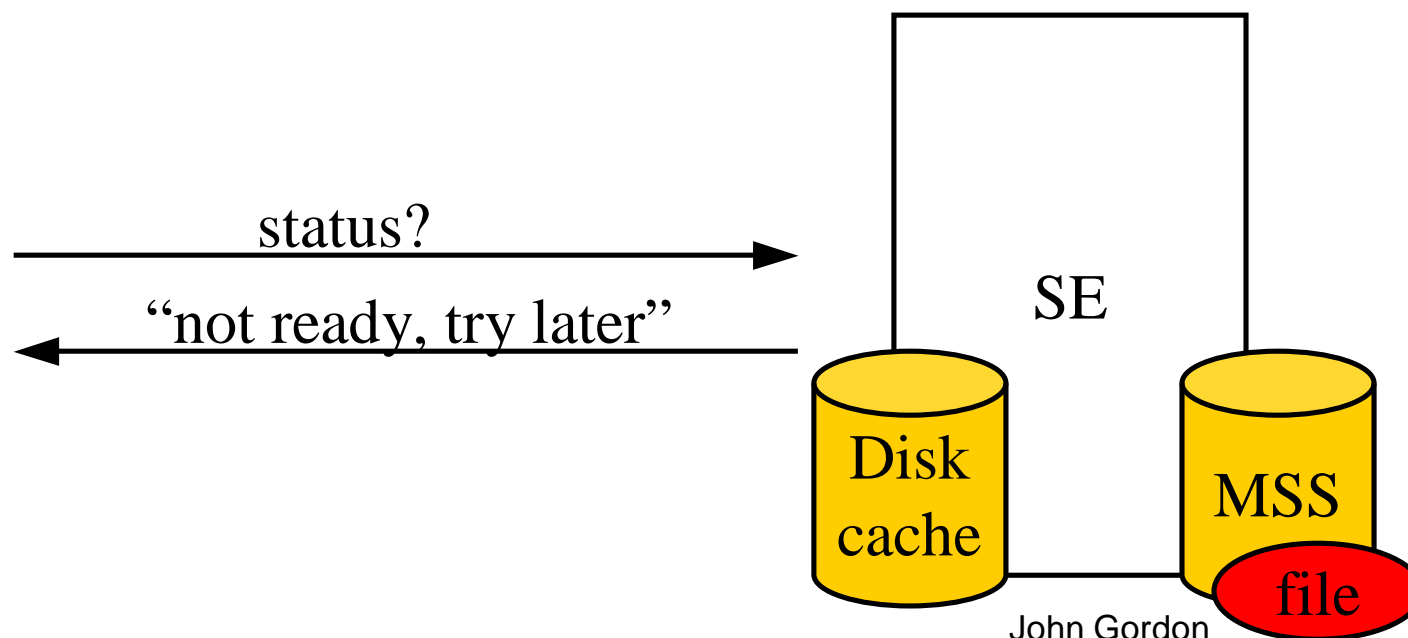 status?
“not ready, try later”
SE
Disk
cache
MSS
file
John Gordon